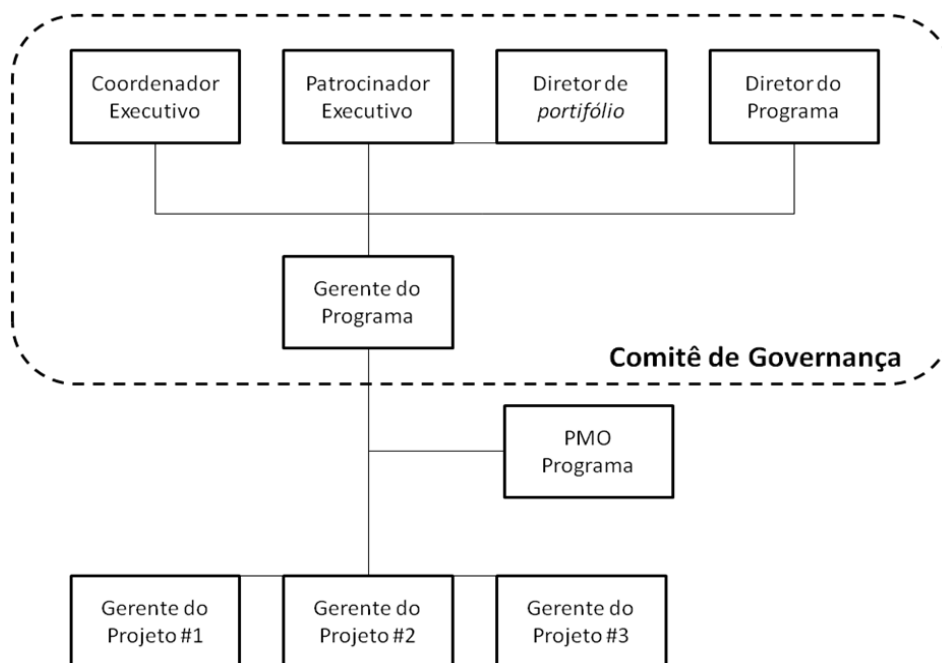 Coordenador
Executivo
Patrocinador
Executivo
Diretor de
portifólio
Diretor do
Programa
Gerente do
Programa
Comitê de Governança
PMO
Programa
Gerente do
Projeto #1
Gerente do
Projeto #2
Gerente do
Projeto #3